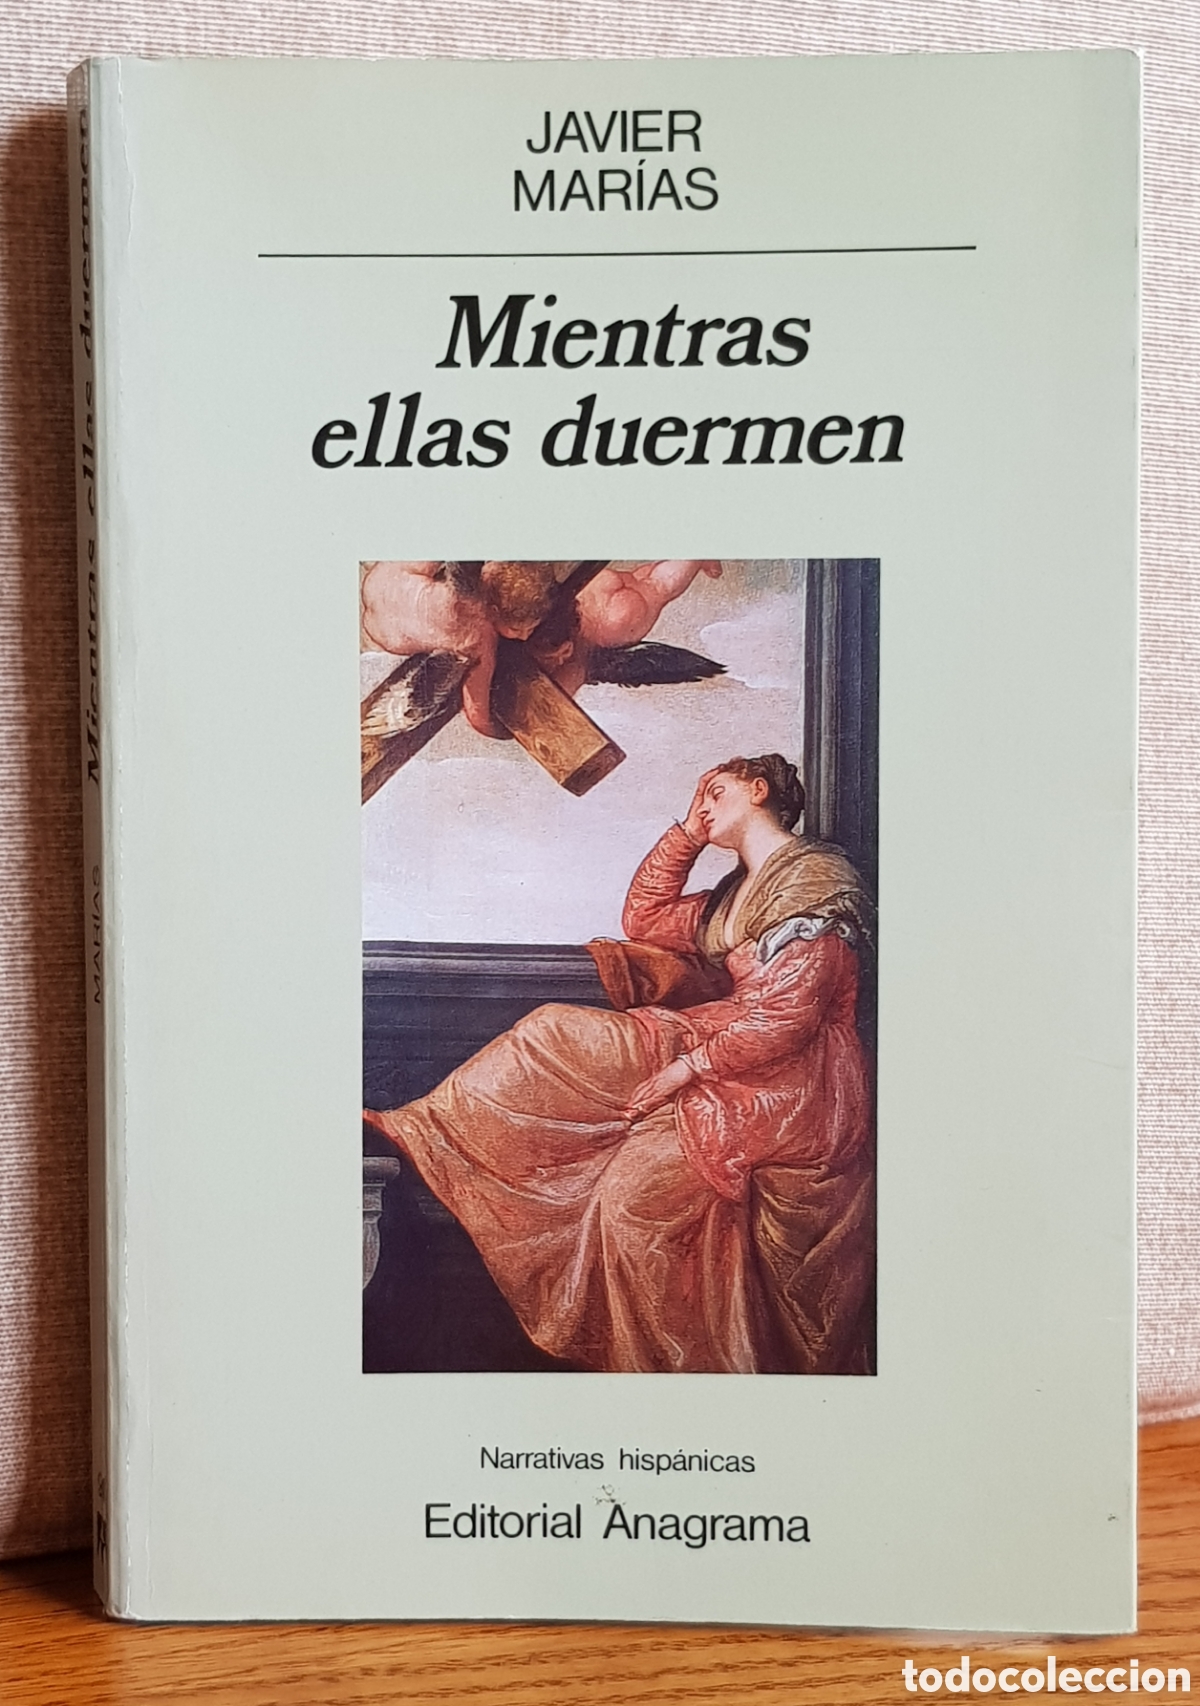 JAVIER
MARÍAS
Mientras
ellas duermen
Narrativas hispánicas
Editorial Anagrama
MARÍAS Mientras ellas duermen
todocoleccion